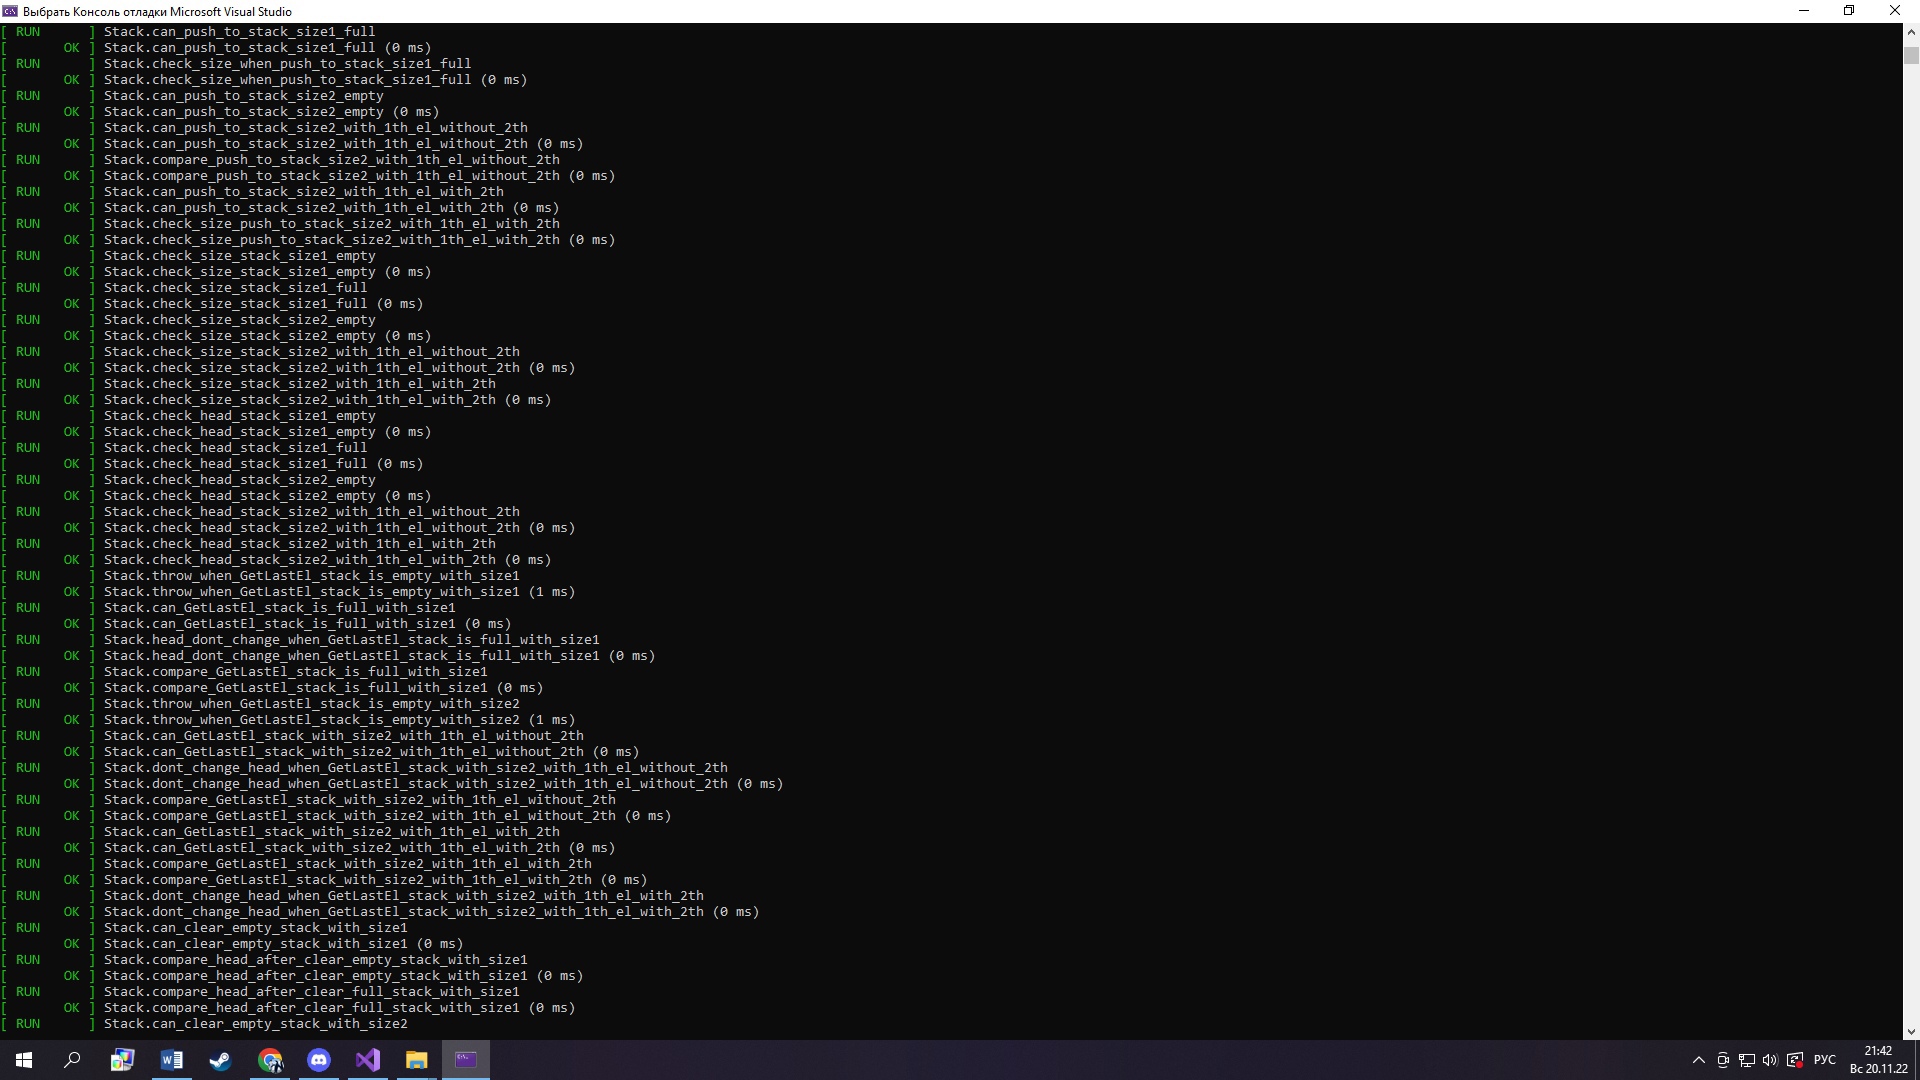 Выбрать Консоль отладки Microsoft Visual Studio
[ RUN      ] Stack.can_push_to_stack_size1_full
[       OK ] Stack.can_push_to_stack_size1_full (0 ms)
[ RUN      ] Stack.check_size_when_push_to_stack_size1_full
[       OK ] Stack.check_size_when_push_to_stack_size1_full (0 ms)
[ RUN      ] Stack.can_push_to_stack_size2_empty
[       OK ] Stack.can_push_to_stack_size2_empty (0 ms)
[ RUN      ] Stack.can_push_to_stack_size2_with_1th_el_without_2th
[       OK ] Stack.can_push_to_stack_size2_with_1th_el_without_2th (0 ms)
[ RUN      ] Stack.compare_push_to_stack_size2_with_1th_el_without_2th
[       OK ] Stack.compare_push_to_stack_size2_with_1th_el_without_2th (0 ms)
[ RUN      ] Stack.can_push_to_stack_size2_with_1th_el_with_2th
[       OK ] Stack.can_push_to_stack_size2_with_1th_el_with_2th (0 ms)
[ RUN      ] Stack.check_size_push_to_stack_size2_with_1th_el_with_2th
[       OK ] Stack.check_size_push_to_stack_size2_with_1th_el_with_2th (0 ms)
[ RUN      ] Stack.check_size_stack_size1_empty
[       OK ] Stack.check_size_stack_size1_empty (0 ms)
[ RUN      ] Stack.check_size_stack_size1_full
[       OK ] Stack.check_size_stack_size1_full (0 ms)
[ RUN      ] Stack.check_size_stack_size2_empty
[       OK ] Stack.check_size_stack_size2_empty (0 ms)
[ RUN      ] Stack.check_size_stack_size2_with_1th_el_without_2th
[       OK ] Stack.check_size_stack_size2_with_1th_el_without_2th (0 ms)
[ RUN      ] Stack.check_size_stack_size2_with_1th_el_with_2th
[       OK ] Stack.check_size_stack_size2_with_1th_el_with_2th (0 ms)
[ RUN      ] Stack.check_head_stack_size1_empty
[       OK ] Stack.check_head_stack_size1_empty (0 ms)
[ RUN      ] Stack.check_head_stack_size1_full
[       OK ] Stack.check_head_stack_size1_full (0 ms)
[ RUN      ] Stack.check_head_stack_size2_empty
[       OK ] Stack.check_head_stack_size2_empty (0 ms)
[ RUN      ] Stack.check_head_stack_size2_with_1th_el_without_2th
[       OK ] Stack.check_head_stack_size2_with_1th_el_without_2th (0 ms)
[ RUN      ] Stack.check_head_stack_size2_with_1th_el_with_2th
[       OK ] Stack.check_head_stack_size2_with_1th_el_with_2th (0 ms)
[ RUN      ] Stack.throw_when_GetLastEl_stack_is_empty_with_size1
[       OK ] Stack.throw_when_GetLastEl_stack_is_empty_with_size1 (1 ms)
[ RUN      ] Stack.can_GetLastEl_stack_is_full_with_size1
[       OK ] Stack.can_GetLastEl_stack_is_full_with_size1 (0 ms)
[ RUN      ] Stack.head_dont_change_when_GetLastEl_stack_is_full_with_size1
[       OK ] Stack.head_dont_change_when_GetLastEl_stack_is_full_with_size1 (0 ms)
[ RUN      ] Stack.compare_GetLastEl_stack_is_full_with_size1
[       OK ] Stack.compare_GetLastEl_stack_is_full_with_size1 (0 ms)
[ RUN      ] Stack.throw_when_GetLastEl_stack_is_empty_with_size2
[       OK ] Stack.throw_when_GetLastEl_stack_is_empty_with_size2 (1 ms)
[ RUN      ] Stack.can_GetLastEl_stack_with_size2_with_1th_el_without_2th
[       OK ] Stack.can_GetLastEl_stack_with_size2_with_1th_el_without_2th (0 ms)
[ RUN      ] Stack.dont_change_head_when_GetLastEl_stack_with_size2_with_1th_el_without_2th
[       OK ] Stack.dont_change_head_when_GetLastEl_stack_with_size2_with_1th_el_without_2th (0 ms)
[ RUN      ] Stack.compare_GetLastEl_stack_with_size2_with_1th_el_without_2th
[       OK ] Stack.compare_GetLastEl_stack_with_size2_with_1th_el_without_2th (0 ms)
[ RUN      ] Stack.can_GetLastEl_stack_with_size2_with_1th_el_with_2th
[       OK ] Stack.can_GetLastEl_stack_with_size2_with_1th_el_with_2th (0 ms)
[ RUN      ] Stack.compare_GetLastEl_stack_with_size2_with_1th_el_with_2th
[       OK ] Stack.compare_GetLastEl_stack_with_size2_with_1th_el_with_2th (0 ms)
[ RUN      ] Stack.dont_change_head_when_GetLastEl_stack_with_size2_with_1th_el_with_2th
[       OK ] Stack.dont_change_head_when_GetLastEl_stack_with_size2_with_1th_el_with_2th (0 ms)
[ RUN      ] Stack.can_clear_empty_stack_with_size1
[       OK ] Stack.can_clear_empty_stack_with_size1 (0 ms)
[ RUN      ] Stack.compare_head_after_clear_empty_stack_with_size1
[       OK ] Stack.compare_head_after_clear_empty_stack_with_size1 (0 ms)
[ RUN      ] Stack.compare_head_after_clear_full_stack_with_size1
[       OK ] Stack.compare_head_after_clear_full_stack_with_size1 (0 ms)
[ RUN      ] Stack.can_clear_empty_stack_with_size2
РУС
21:42
Вс 20.11.22